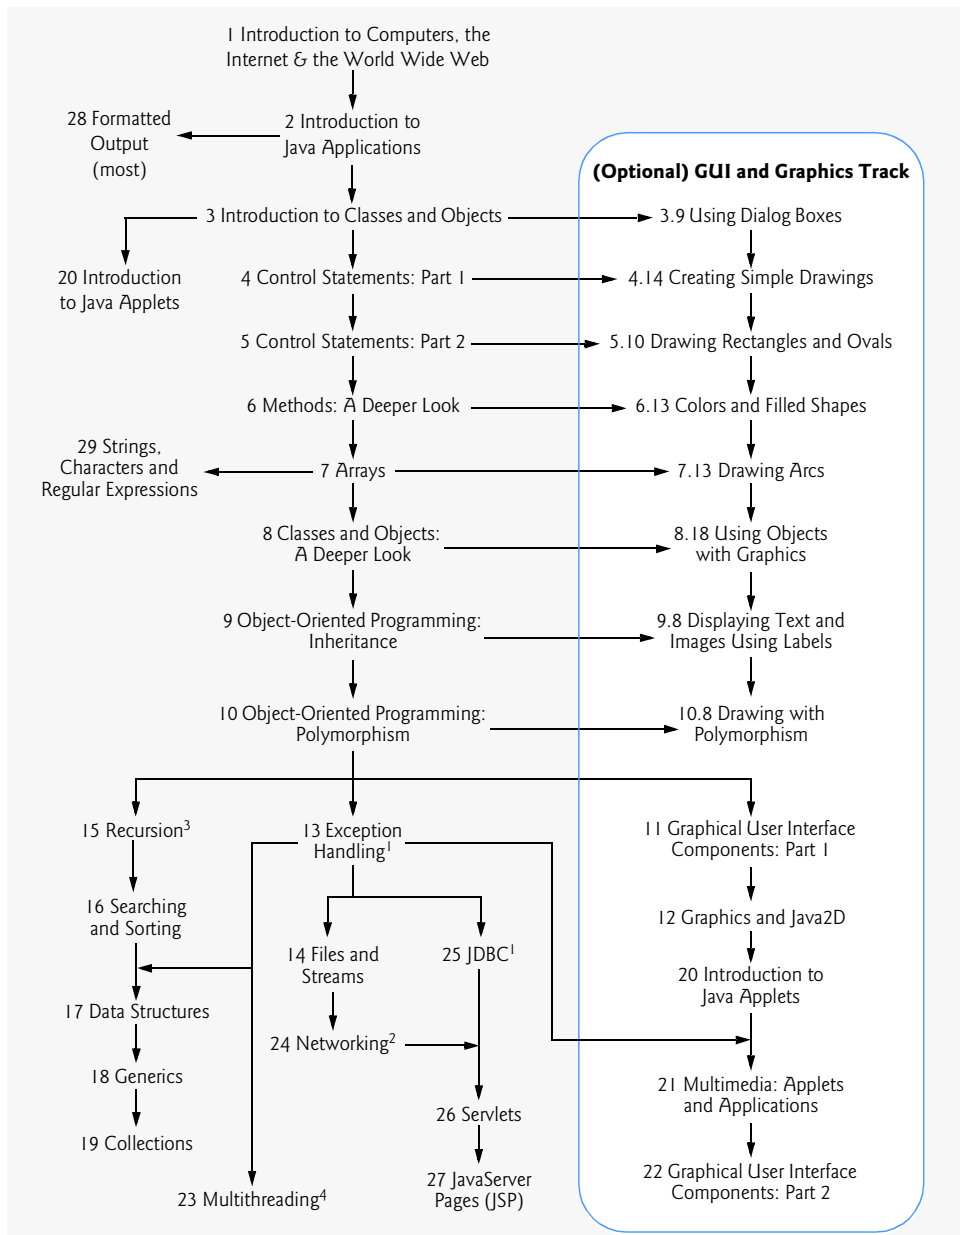 1 Introduction to Computers, the
Internet & the World Wide Web
28 Formatted
Output
(most)
2 Introduction to
Java Applications
(Optional) GUI and Graphics Track
3 Introduction to Classes and Objects
3.9 Using Dialog Boxes
20 Introduction
to Java Applets
4 Control Statements: Part 1
4.14 Creating Simple Drawings
5 Control Statements: Part 2
5.10 Drawing Rectangles and Ovals
6 Methods: A Deeper Look
6.13 Colors and Filled Shapes
29 Strings,
Characters and
Regular Expressions
7 Arrays
7.13 Drawing Arcs
8 Classes and Objects:
A Deeper Look
8.18 Using Objects
with Graphics
9 Object-Oriented Programming:
Inheritance
9.8 Displaying Text and
Images Using Labels
10 Object-Oriented Programming:
Polymorphism
10.8 Drawing with
Polymorphism
15 Recursion³
13 Exception
Handling¹
11 Graphical User Interface
Components: Part 1
16 Searching
and Sorting
12 Graphics and Java2D
14 Files and
Streams
25 JDBC¹
20 Introduction to
Java Applets
17 Data Structures
24 Networking²
18 Generics
21 Multimedia: Applets
and Applications
26 Servlets
19 Collections
23 Multithreading⁴
27 JavaServer
Pages (JSP)
22 Graphical User Interface
Components: Part 2